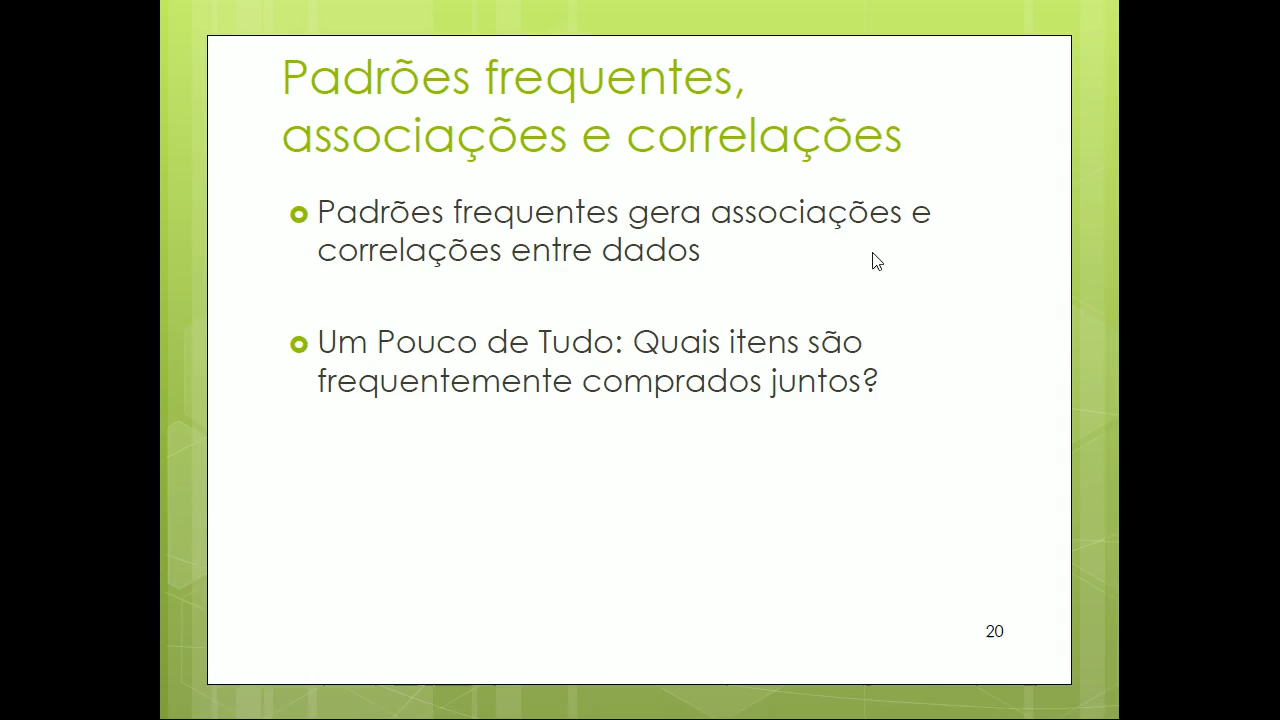 Padrões frequentes,
associações e correlações
Padrões frequentes gera associações e
correlações entre dados
Um Pouco de Tudo: Quais itens são
frequentemente comprados juntos?
20